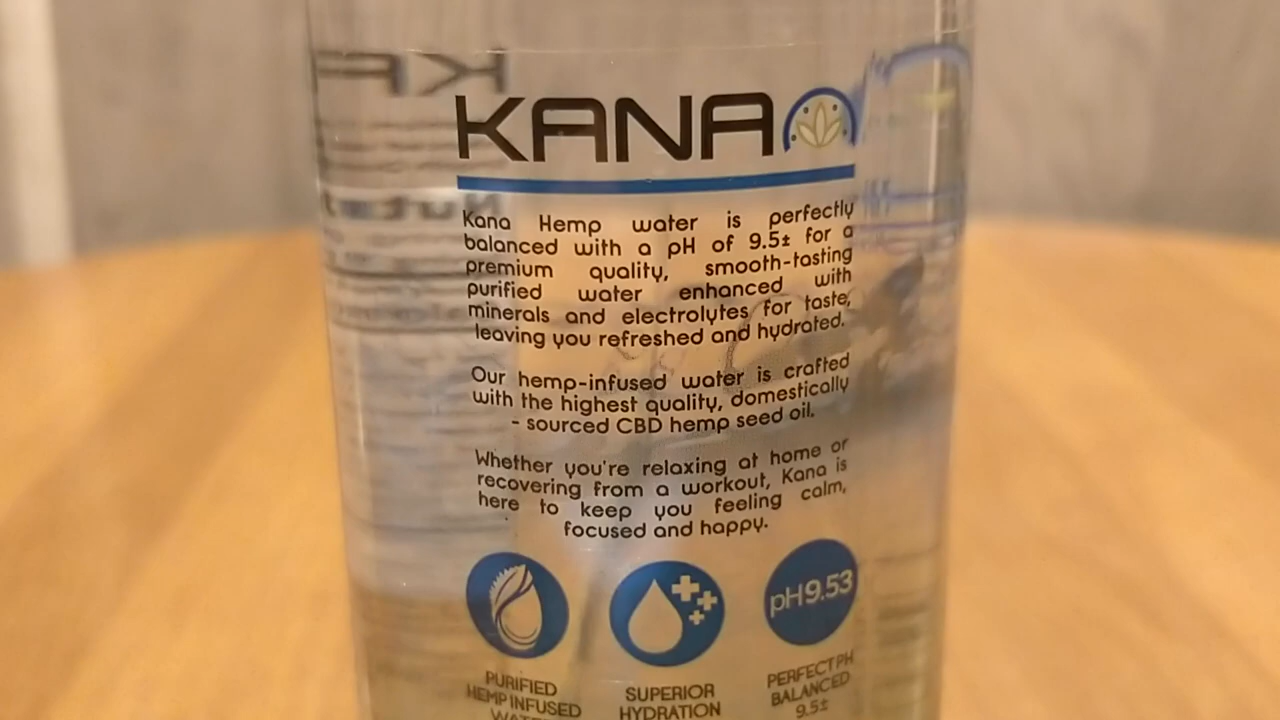 KANA
Kana Hemp water is perfectly
balanced with a pH of 9.5± for a
premium quality, smooth-tasting
purified water enhanced with
minerals and electrolytes for taste,
leaving you refreshed and hydrated.
Our hemp-infused water is crafted
with the highest quality, domestically
- sourced CBD hemp seed oil.
Whether you're relaxing at home or
recovering from a workout, Kana is
here to keep you feeling calm,
focused and happy.
pH9.53
PURIFIED
HEMP INFUSED
SUPERIOR
HYDRATION
PERFECT PH
BALANCED
9.5±